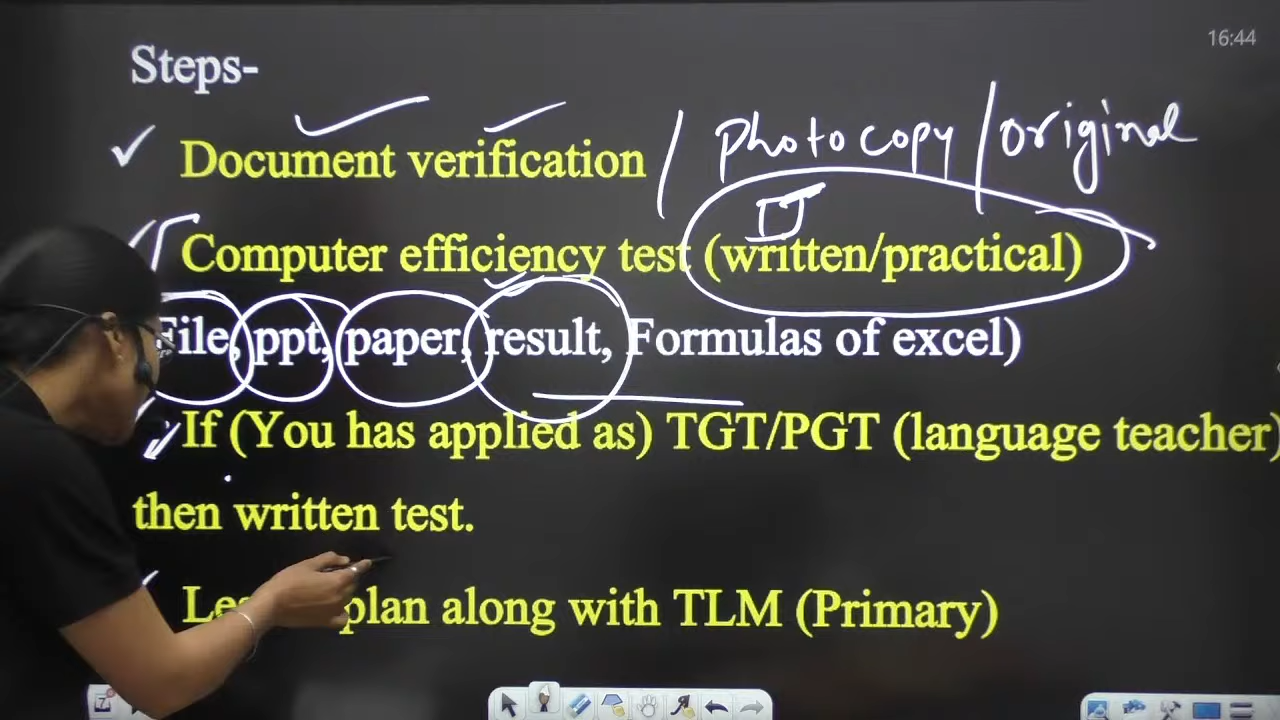 16:44
Steps-
Document verification / Photocopy / Original
IT
Computer efficiency test (written/practical)
File, ppt, paper, result, Formulas of excel)
If (You has applied as) TGT/PGT (language teacher)
then written test.
plan along with TLM (Primary)